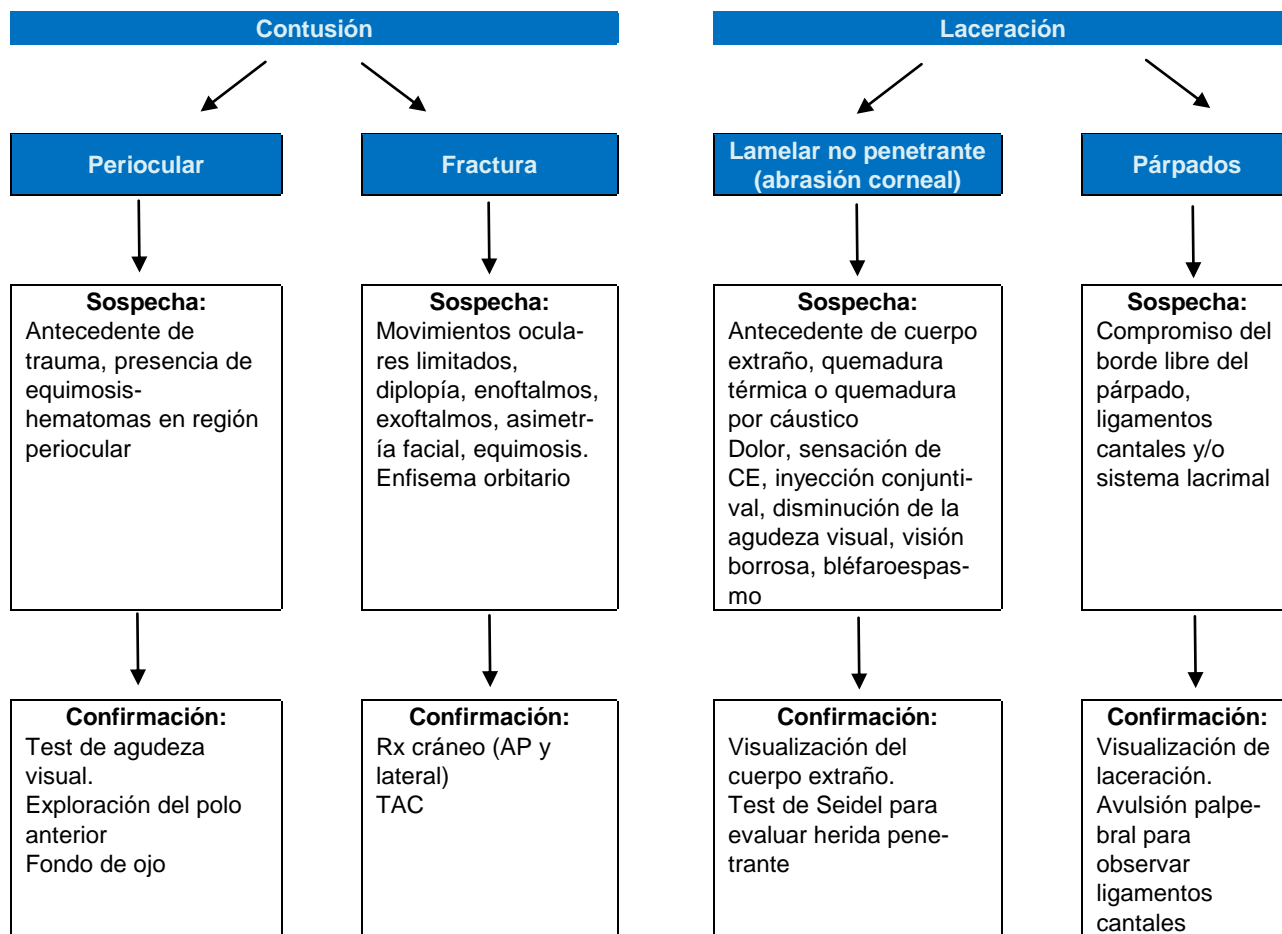 Contusión
Laceración
Periocular
Fractura
Lamelar no penetrante
(abrasión corneal)
Párpados
Sospecha:
Antecedente de
trauma, presencia de
equimosis-
hematomas en región
periocular
Sospecha:
Movimientos ocula-
res limitados,
diplopía, enoftalmos,
exoftalmos, asimetr-
ía facial, equimosis.
Enfisema orbitario
Sospecha:
Antecedente de cuerpo
extraño, quemadura
térmica o quemadura
por cáustico
Dolor, sensación de
CE, inyección conjunti-
val, disminución de la
agudeza visual, visión
borrosa, bléfaroespas-
mo
Sospecha:
Compromiso del
borde libre del
párpado,
ligamentos
cantales y/o
sistema lacrimal
Confirmación:
Test de agudeza
visual.
Exploración del polo
anterior
Fondo de ojo
Confirmación:
Rx cráneo (AP y
lateral)
TAC
Confirmación:
Visualización del
cuerpo extraño.
Test de Seidel para
evaluar herida pene-
trante
Confirmación:
Visualización de
laceración.
Avulsión palpe-
bral para
observar
ligamentos
cantales